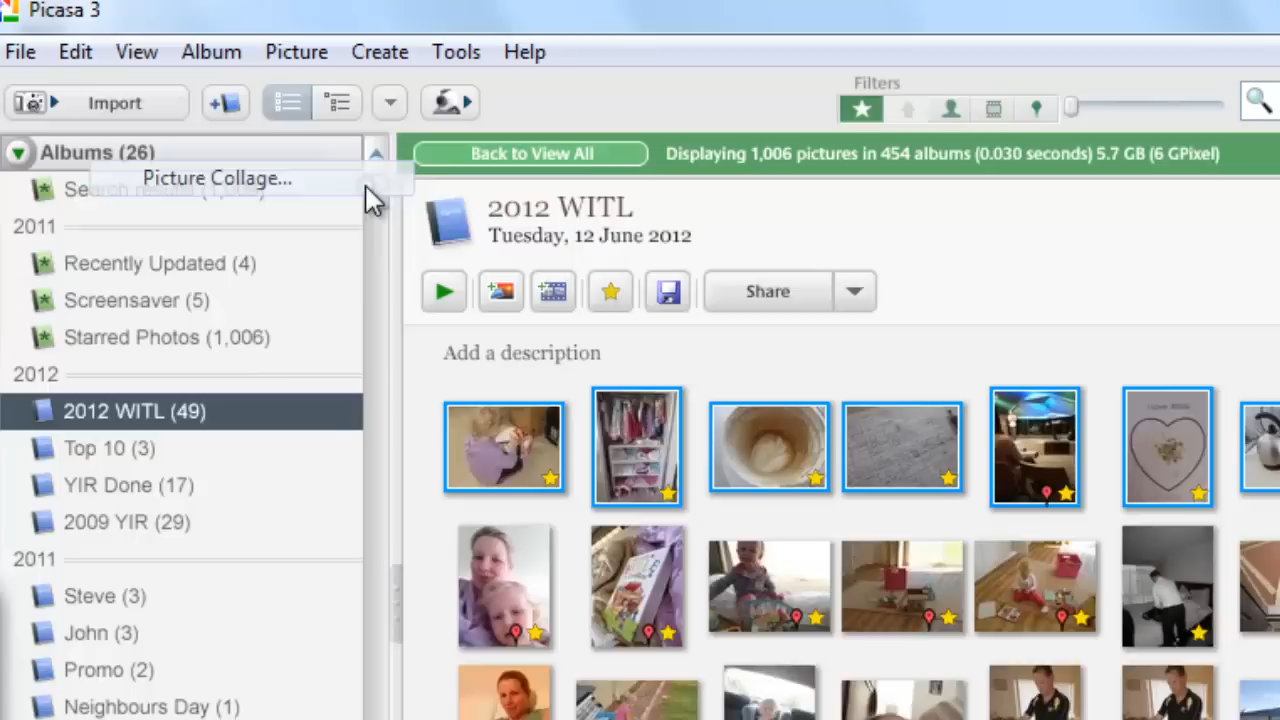 Picasa 3
File Edit View Album Picture Create Tools Help
Filters
Import
Albums (26)
Back to View All
Displaying 1,006 pictures in 454 albums (0.030 seconds) 5.7 GB (6 GPixel)
Picture Collage...
Search results (1,006)
2012 WITL
Tuesday, 12 June 2012
2011
Recently Updated (4)
Screensaver (5)
Share
Starred Photos (1,006)
Add a description
2012
2012 WITL (49)
Top 10 (3)
YIR Done (17)
2009 YIR (29)
2011
Steve (3)
John (3)
Promo (2)
Neighbours Day (1)